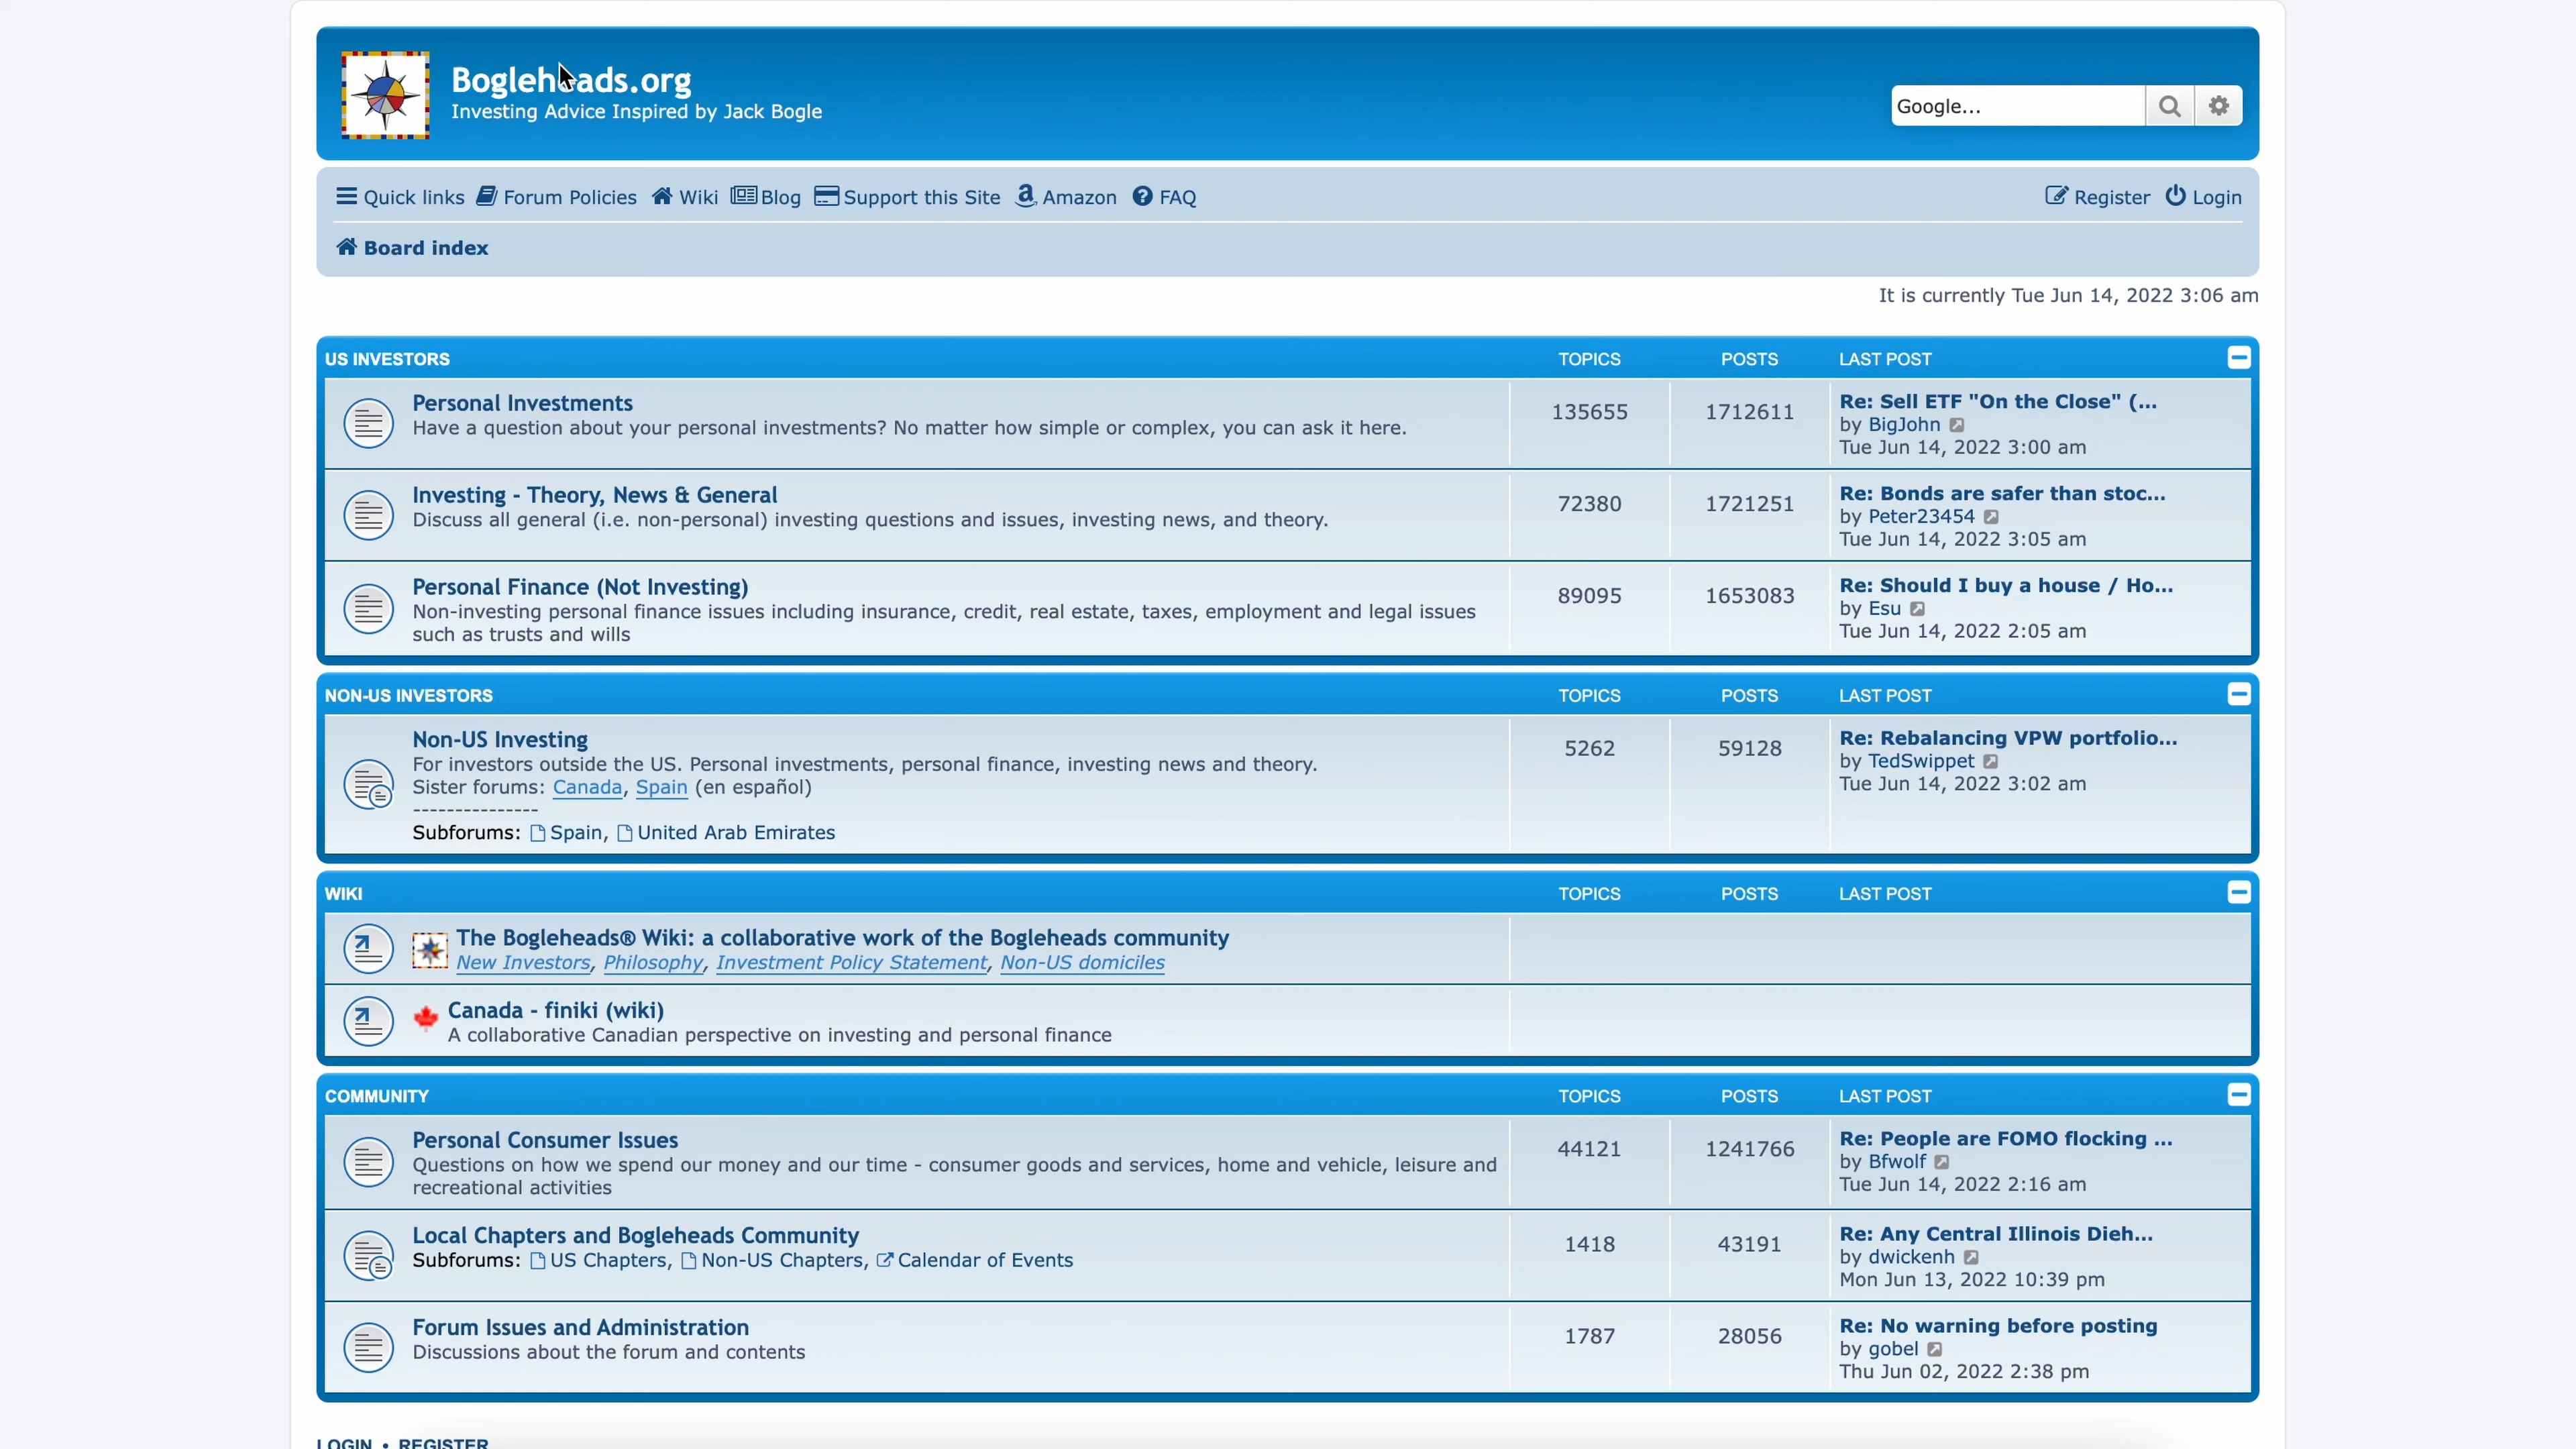 Bogleheads.org
Investing Advice Inspired by Jack Bogle
Google...
Quick links Forum Policies Wiki Blog Support this Site Amazon FAQ Register Login
Board index
It is currently Tue Jun 14, 2022 3:06 am
US INVESTORS TOPICS POSTS LAST POST
Personal Investments
Have a question about your personal investments? No matter how simple or complex, you can ask it here.
135655 1712611
Re: Sell ETF "On the Close" (...
by BigJohn
Tue Jun 14, 2022 3:00 am
Investing - Theory, News & General
Discuss all general (i.e. non-personal) investing questions and issues, investing news, and theory.
72380 1721251
Re: Bonds are safer than stoc...
by Peter23454
Tue Jun 14, 2022 3:05 am
Personal Finance (Not Investing)
Non-investing personal finance issues including insurance, credit, real estate, taxes, employment and legal issues
such as trusts and wills
89095 1653083
Re: Should I buy a house / Ho...
by Esu
Tue Jun 14, 2022 2:05 am
NON-US INVESTORS TOPICS POSTS LAST POST
Non-US Investing
For investors outside the US. Personal investments, personal finance, investing news and theory.
Sister forums: Canada, Spain (en español)
---------------
Subforums: Spain, United Arab Emirates
5262 59128
Re: Rebalancing VPW portfolio...
by TedSwippet
Tue Jun 14, 2022 3:02 am
WIKI TOPICS POSTS LAST POST
The Bogleheads® Wiki: a collaborative work of the Bogleheads community
New Investors, Philosophy, Investment Policy Statement, Non-US domiciles
Canada - finiki (wiki)
A collaborative Canadian perspective on investing and personal finance
COMMUNITY TOPICS POSTS LAST POST
Personal Consumer Issues
Questions on how we spend our money and our time - consumer goods and services, home and vehicle, leisure and
recreational activities
44121 1241766
Re: People are FOMO flocking ...
by Bfwolf
Tue Jun 14, 2022 2:16 am
Local Chapters and Bogleheads Community
Subforums: US Chapters, Non-US Chapters, Calendar of Events
1418 43191
Re: Any Central Illinois Dieh...
by dwickenh
Mon Jun 13, 2022 10:39 pm
Forum Issues and Administration
Discussions about the forum and contents
1787 28056
Re: No warning before posting
by gobel
Thu Jun 02, 2022 2:38 pm
LOGIN • REGISTER